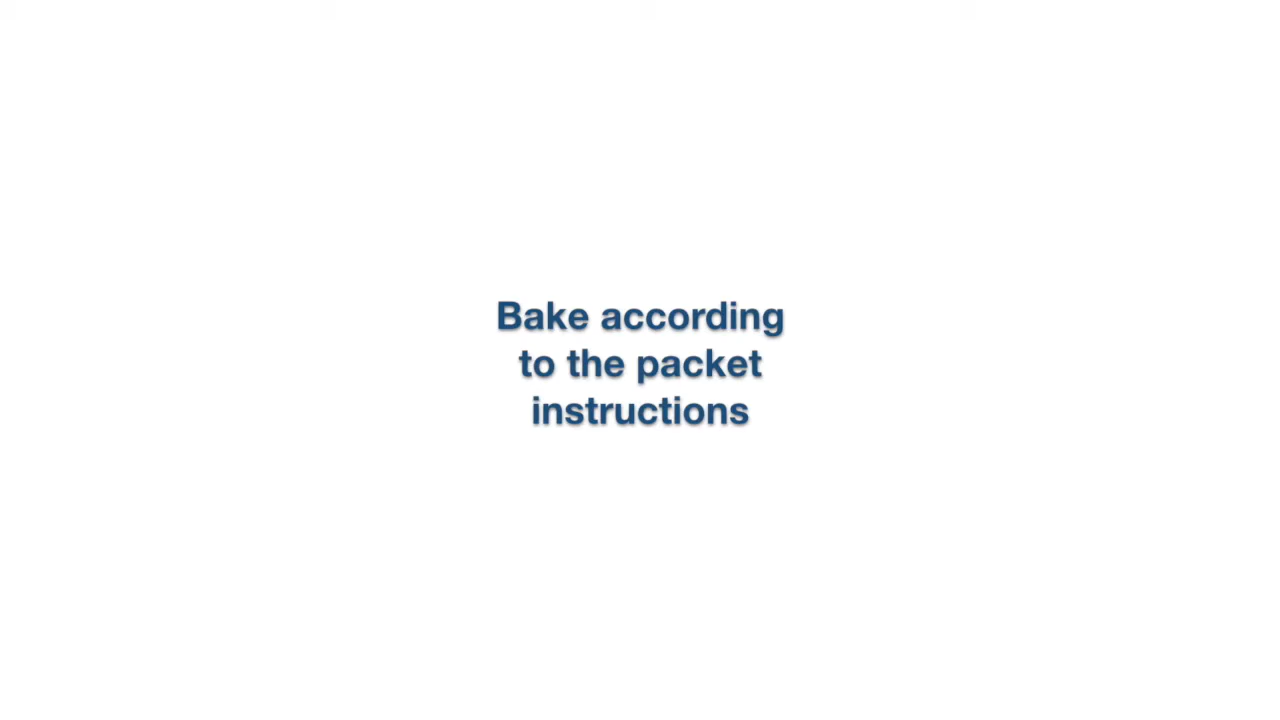 Bake according
to the packet
instructions